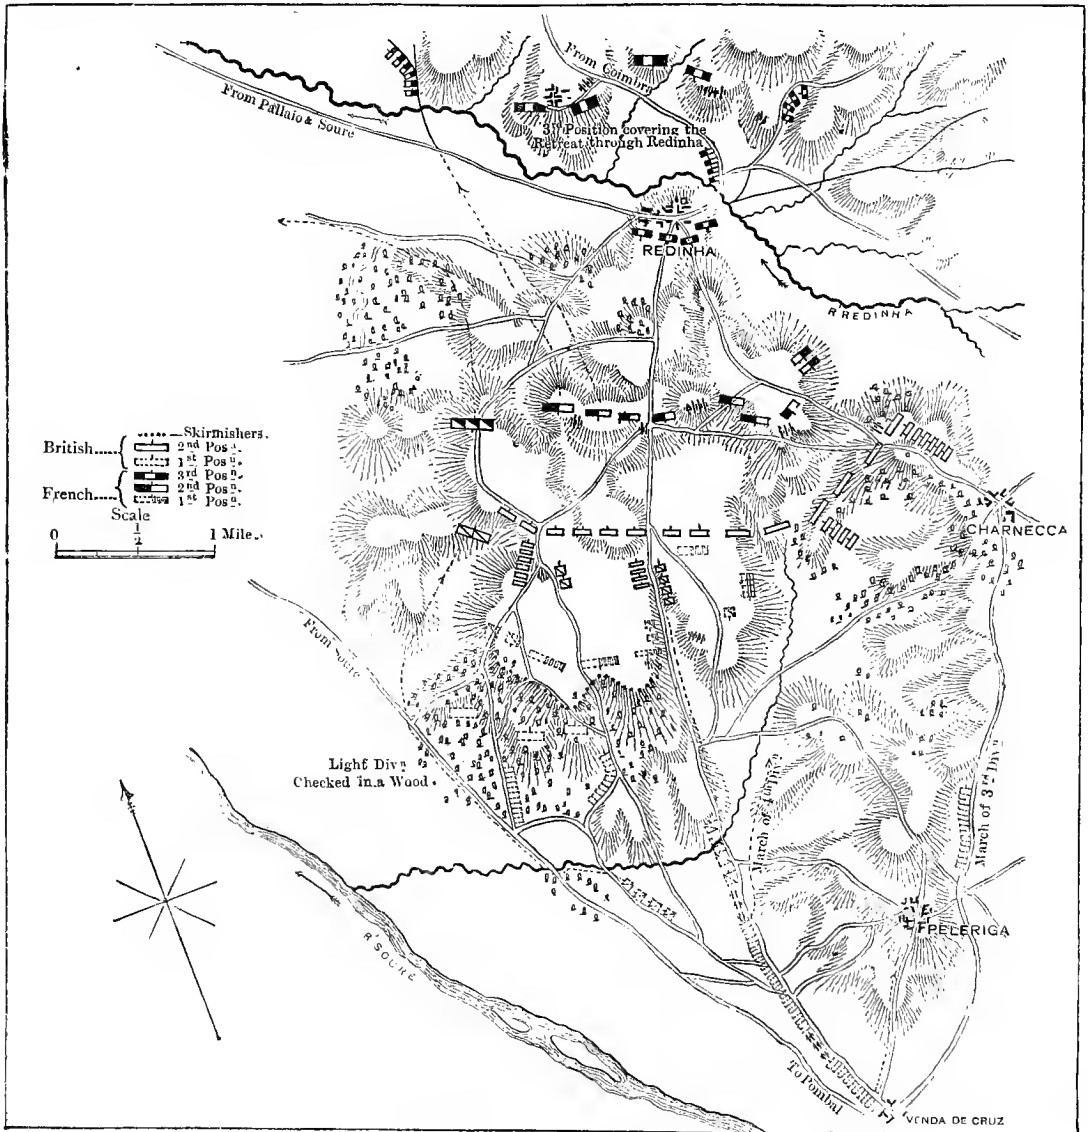 From Coimbra
From Pallaio & Soure
3rd Position covering the
Retreat through Redinha
REDINHA
R REDINHA
Skirmishers.
British
2nd Posn.
1st Posn.
French
3rd Posn.
2nd Posn.
1st Posn.
Scale
0 1/2 1 Mile.
CHARNECCA
From Soure
Light Divn
Checked in a Wood.
March of 4th Divn
March of 3rd Divn
PELERIGA
R. SOURE
To Pombal
VENDA DE CRUZ